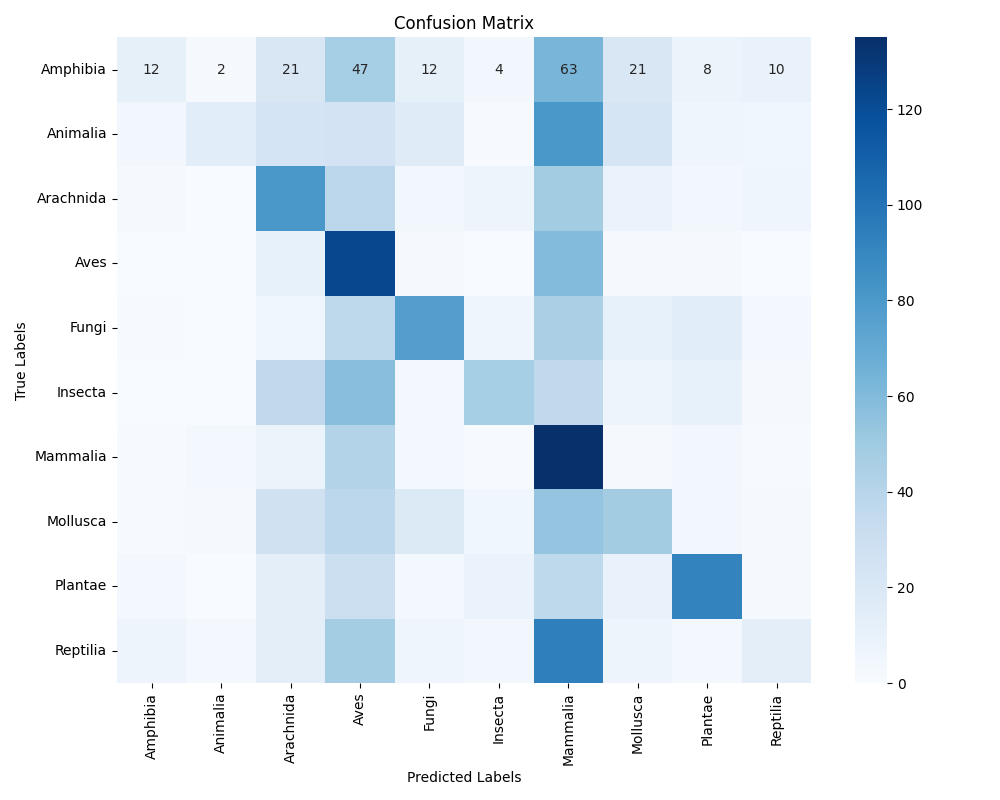 Confusion Matrix
Amphibia 12 2 21 47 12 4 63 21 8 10
Animalia
Arachnida
Aves
Fungi
Insecta
Mammalia
Mollusca
Plantae
Reptilia
True Labels
Amphibia Animalia Arachnida Aves Fungi Insecta Mammalia Mollusca Plantae Reptilia
Predicted Labels
120
100
80
60
40
20
0